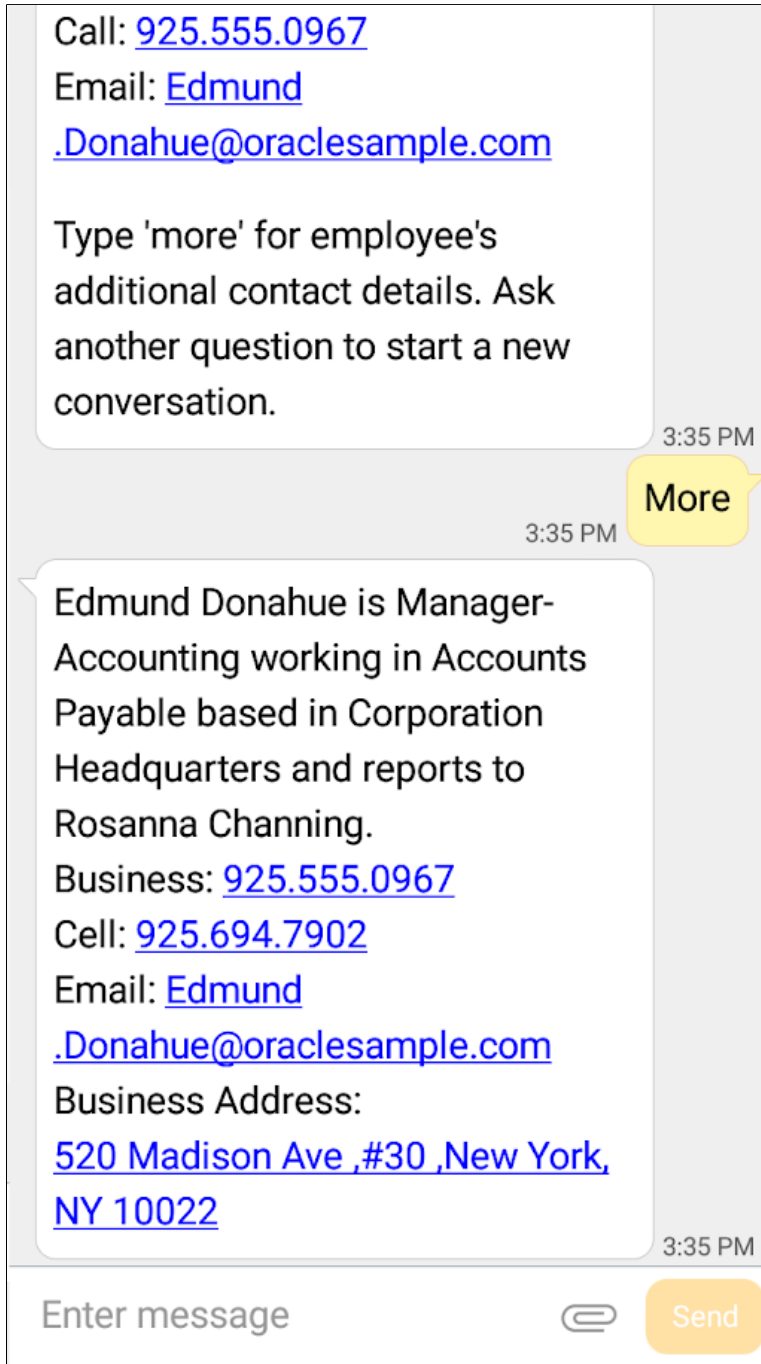 Call: 925.555.0967
Email: Edmund
.Donahue@oraclesample.com
Type 'more' for employee's
additional contact details. Ask
another question to start a new
conversation.
3:35 PM
More
3:35 PM
Edmund Donahue is Manager-
Accounting working in Accounts
Payable based in Corporation
Headquarters and reports to
Rosanna Channing.
Business: 925.555.0967
Cell: 925.694.7902
Email: Edmund
.Donahue@oraclesample.com
Business Address:
520 Madison Ave ,#30 ,New York,
NY 10022
3:35 PM
Enter message
Send